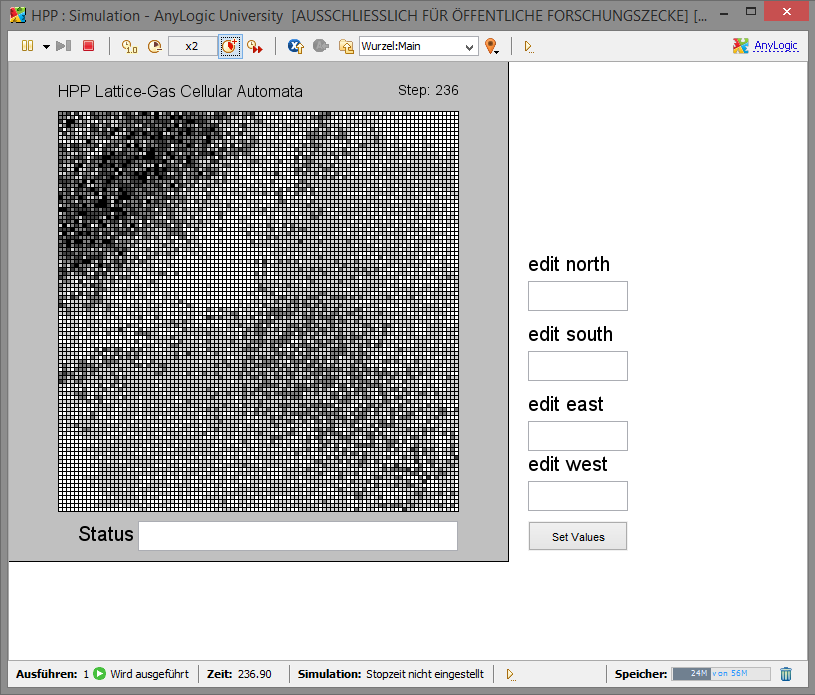 HPP : Simulation - AnyLogic University [AUSSCHLIESSLICH FÜR ÖFFENTLICHE FORSCHUNGSZECKE] [...
1.0
x2
Wurzel:Main
AnyLogic
HPP Lattice-Gas Cellular Automata
Step: 236
edit north
edit south
edit east
edit west
Set Values
Status
Ausführen: 1 Wird ausgeführt Zeit: 236.90 Simulation: Stopzeit nicht eingestellt Speicher: 24M von 56M